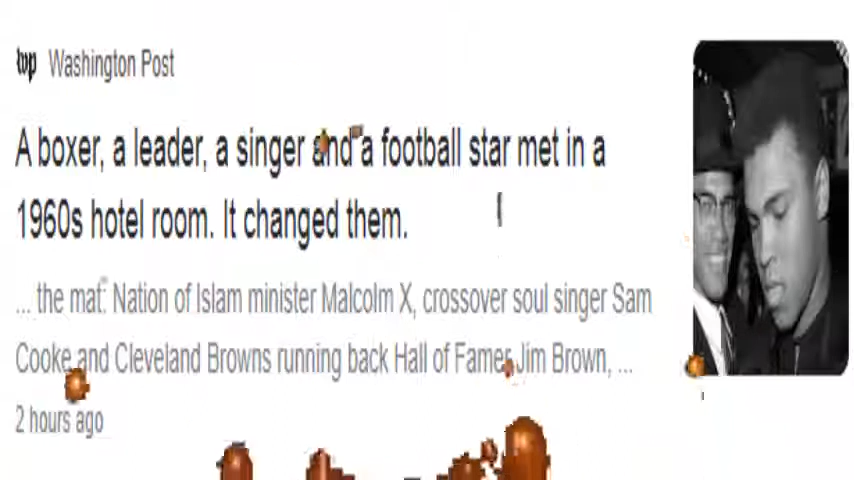 wp Washington Post
A boxer, a leader, a singer and a football star met in a
1960s hotel room. It changed them.
... the mat: Nation of Islam minister Malcolm X, crossover soul singer Sam
Cooke and Cleveland Browns running back Hall of Famer Jim Brown, ...
2 hours ago